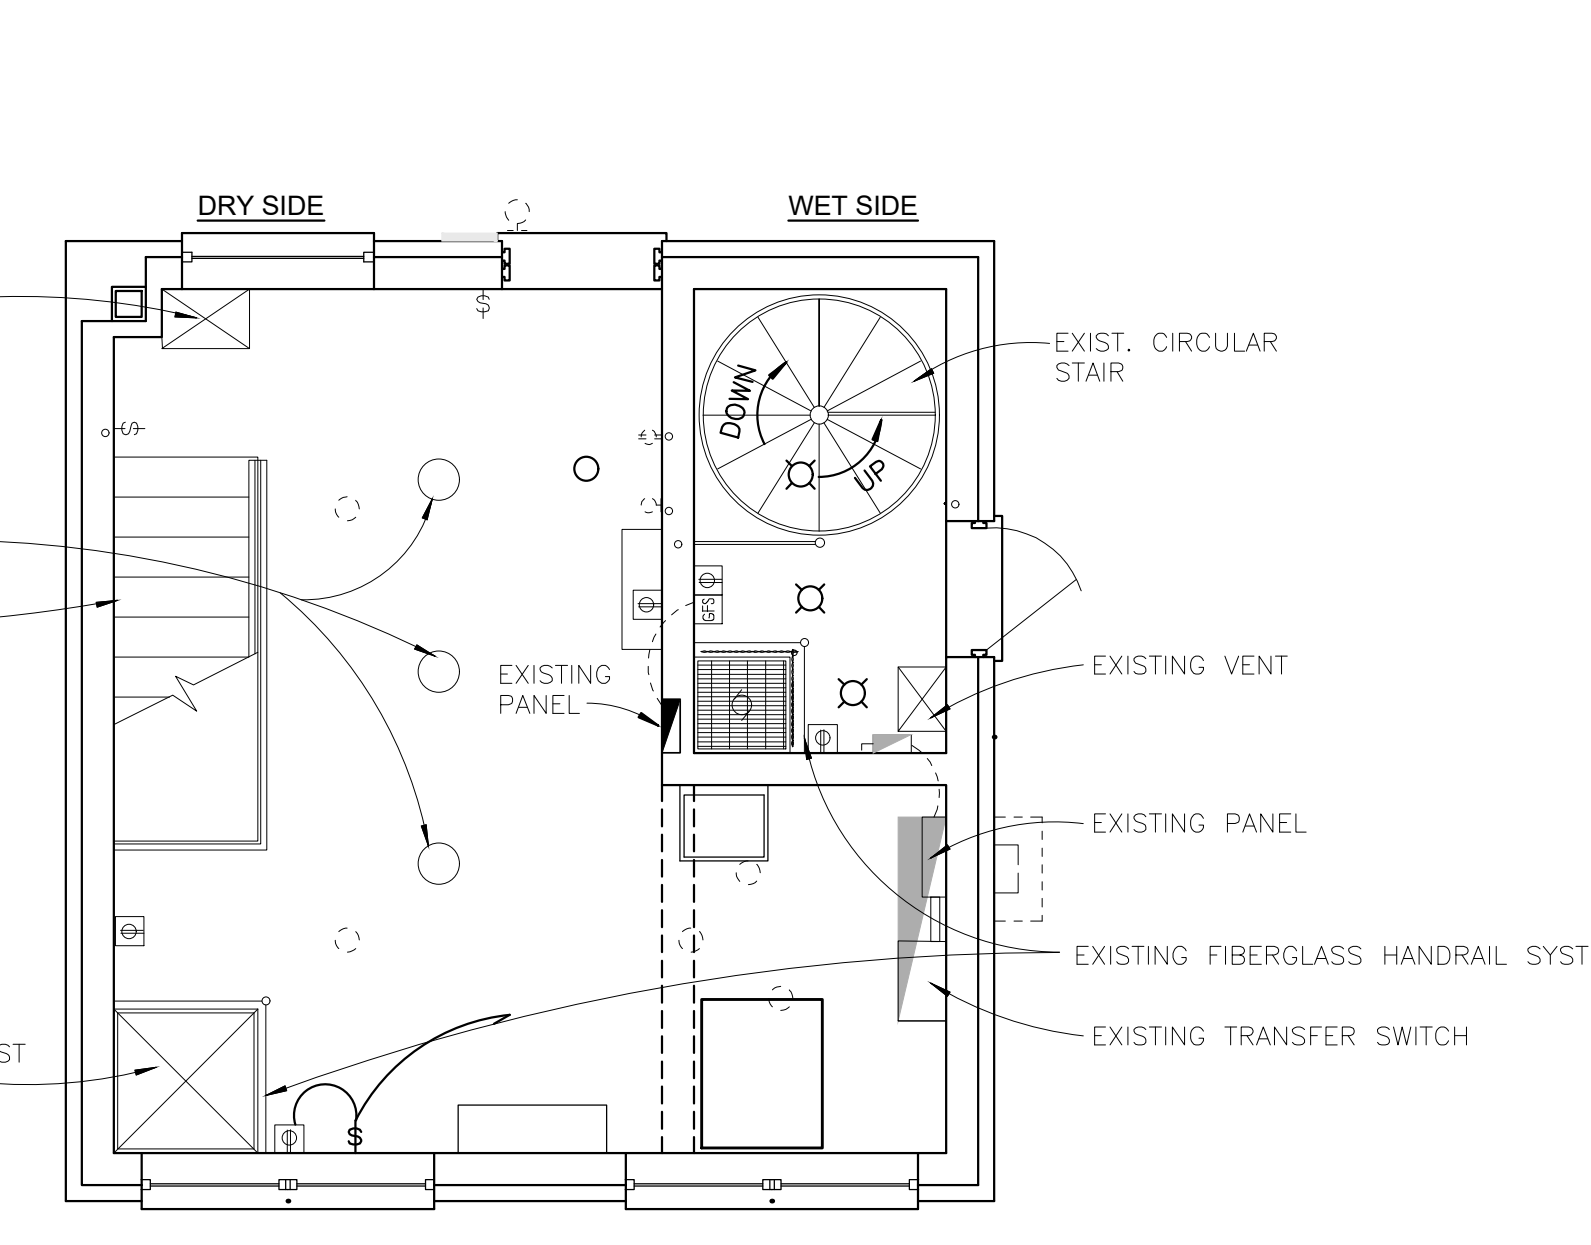 DRY SIDE
WET SIDE
$
EXIST. CIRCULAR
STAIR
DOWN
UP
$
GFS
EXISTING
PANEL
EXISTING VENT
EXISTING PANEL
EXISTING FIBERGLASS HANDRAIL SYST
EXISTING TRANSFER SWITCH
ST
$